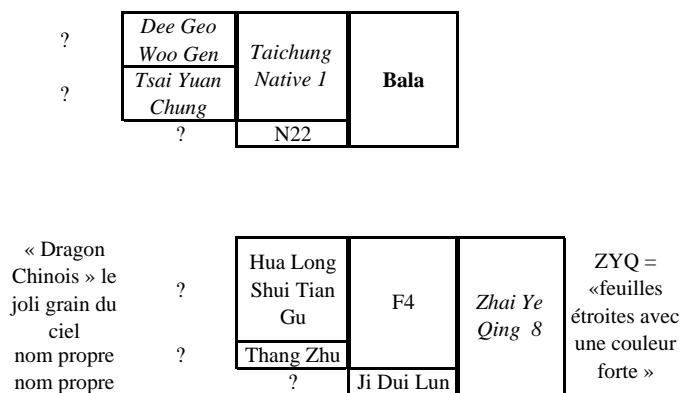 ?
Dee Geo
Woo Gen
Taichung
Native 1
Bala
?
Tsai Yuan
Chung
?
N22
« Dragon
Chinois » le
joli grain du
ciel
?
Hua Long
Shui Tian
Gu
F4
Zhai Ye
Qing 8
ZYQ =
«feuilles
étroites avec
une couleur
forte »
nom propre
?
Thang Zhu
nom propre
?
Ji Dui Lun